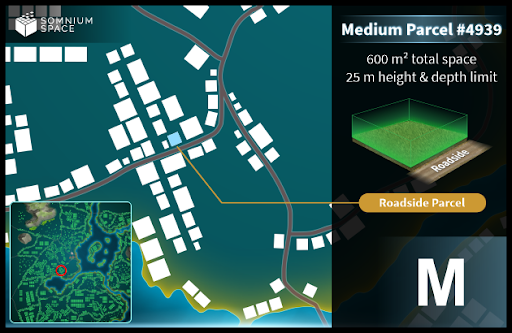 SOMNIUM
SPACE
Medium Parcel #4939
600 m² total space
25 m height & depth limit
Roadside
Roadside Parcel
M